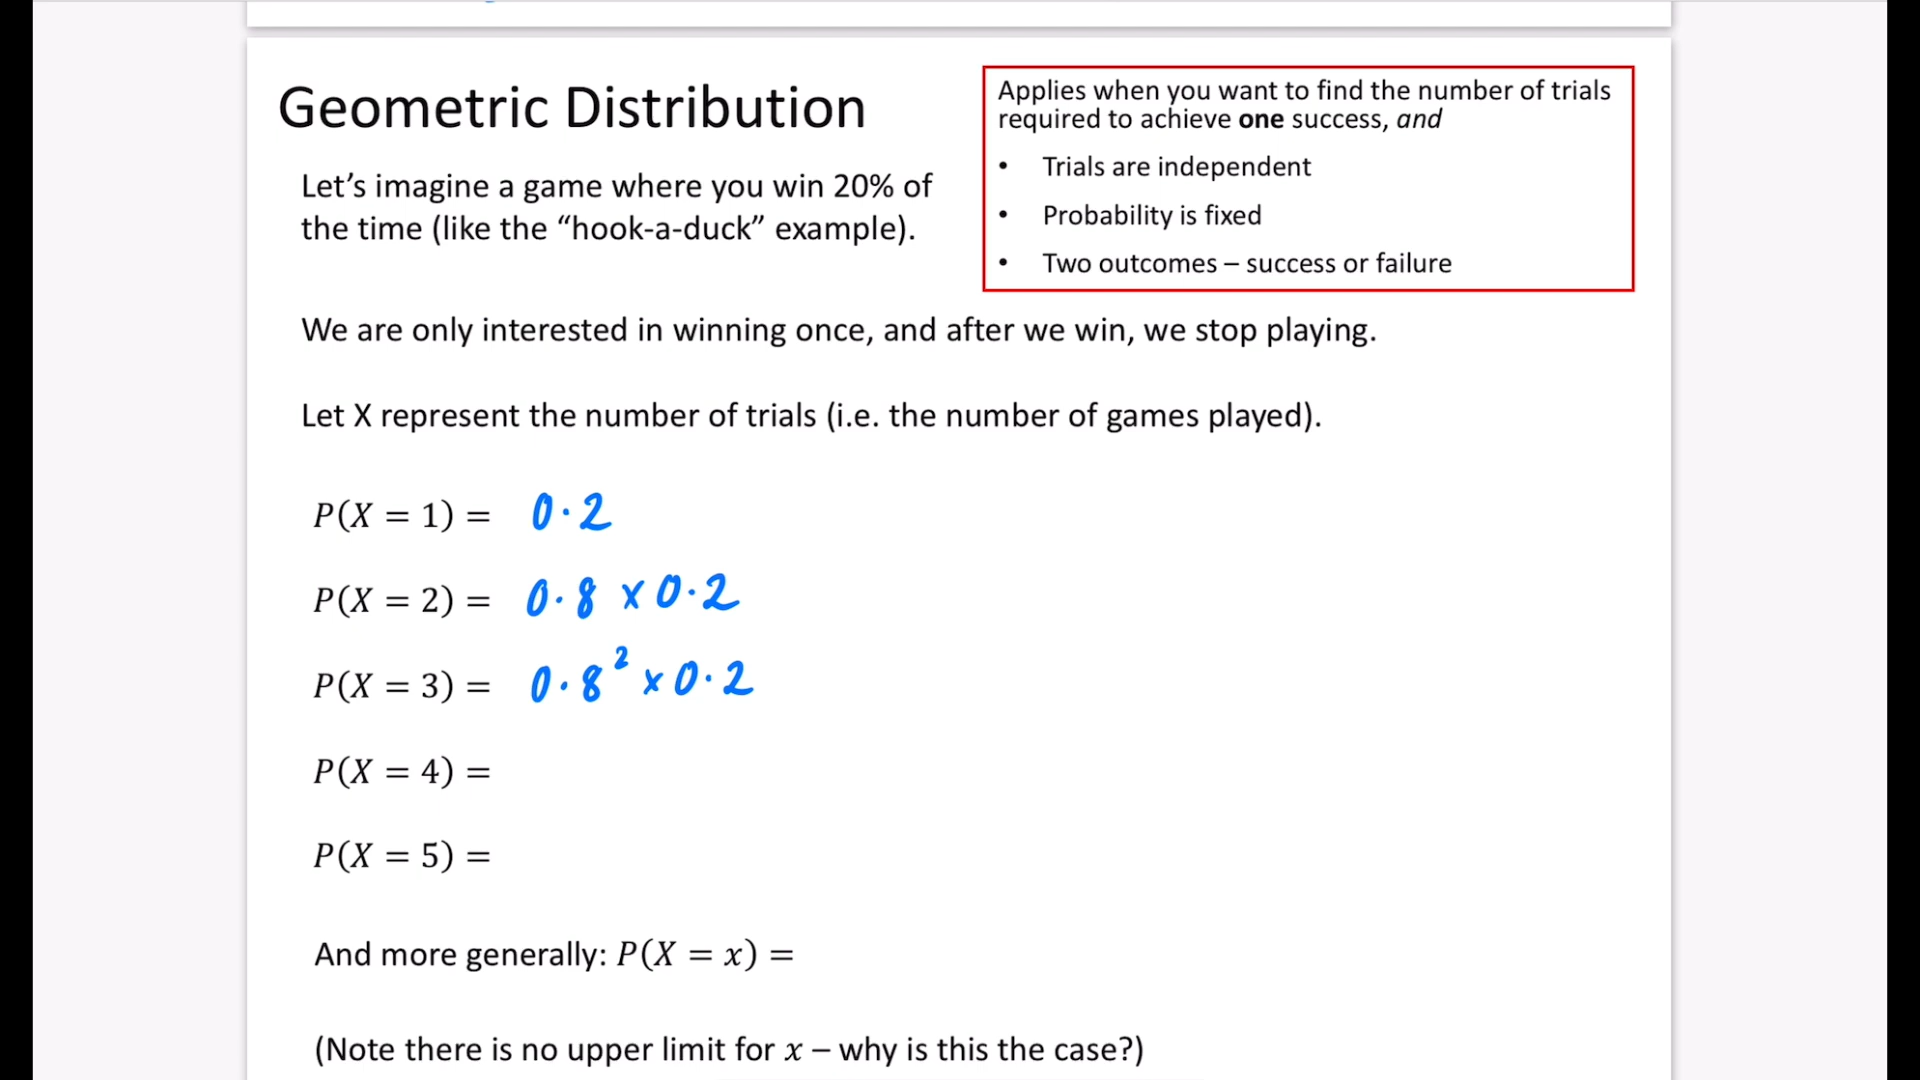 Geometric Distribution
Let's imagine a game where you win 20% of
the time (like the “hook-a-duck” example).
Applies when you want to find the number of trials
required to achieve one success, and
• Trials are independent
• Probability is fixed
• Two outcomes – success or failure
We are only interested in winning once, and after we win, we stop playing.
Let X represent the number of trials (i.e. the number of games played).
P(X = 1) = 0·2
P(X = 2) = 0·8 × 0·2
P(X = 3) = 0·8² × 0·2
P(X = 4) =
P(X = 5) =
And more generally: P(X = x) =
(Note there is no upper limit for x – why is this the case?)